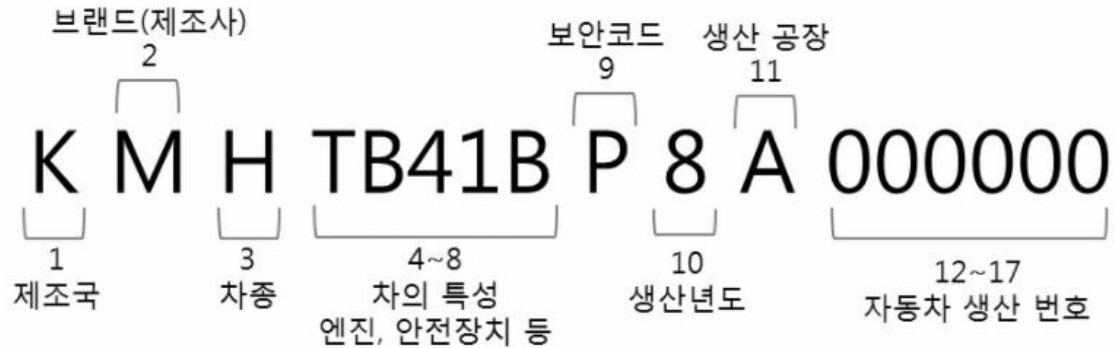 브랜드(제조사)
2
보안코드
9
생산 공장
11
K M H TB41B P 8 A 000000
1
제조국
3
차종
4~8
차의 특성
엔진, 안전장치 등
10
생산년도
12~17
자동차 생산 번호